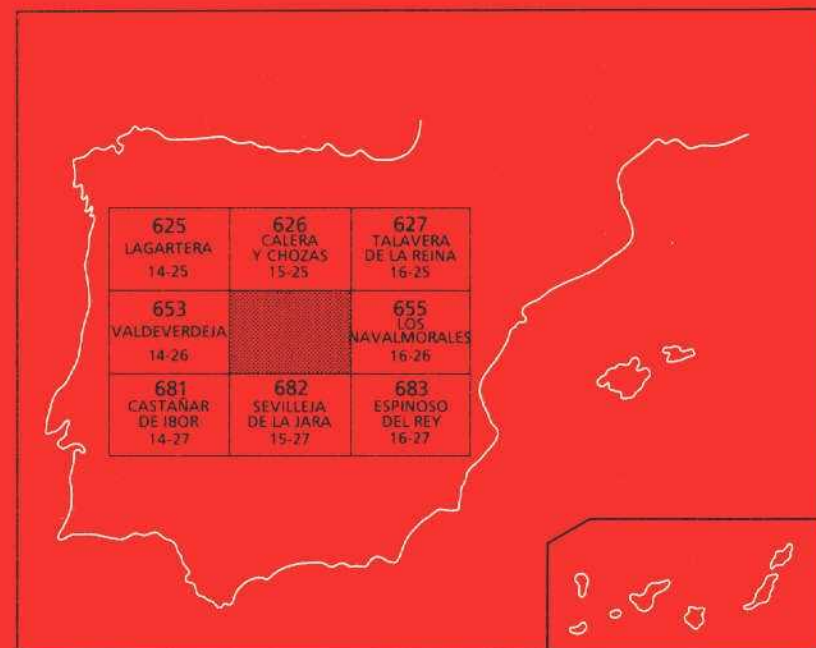 625
LAGARTERA
14-25
626
CALERA
Y CHOZAS
15-25
627
TALAVERA
DE LA REINA
16-25
653
VALDEVERDEJA
14-26
655
LOS
NAVALMORALES
16-26
681
CASTAÑAR
DE IBOR
14-27
682
SEVILLEJA
DE LA JARA
15-27
683
ESPINOSO
DEL REY
16-27